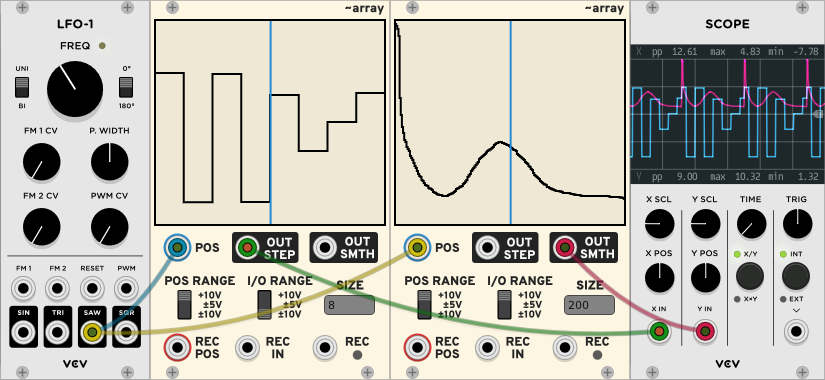 LFO-1
FREQ
UNI
BI
0°
180°
FM 1 CV
P. WIDTH
FM 2 CV
PWM CV
FM 1 FM 2 RESET PWM
SIN TRI SAW SQR
VCV
~array
POS
OUT STEP
OUT SMTH
POS RANGE
+10V
±5V
±10V
I/O RANGE
+10V
±5V
±10V
SIZE
8
REC POS
REC IN
REC
~array
POS
OUT STEP
OUT SMTH
POS RANGE
+10V
±5V
±10V
I/O RANGE
+10V
±5V
±10V
SIZE
200
REC POS
REC IN
REC
SCOPE
X pp 12.61 max 4.83 min -7.78
Y pp 9.00 max 10.32 min 1.32
X SCL Y SCL TIME TRIG
X POS Y POS
X/Y
X×Y
INT
EXT
X IN Y IN
VCV